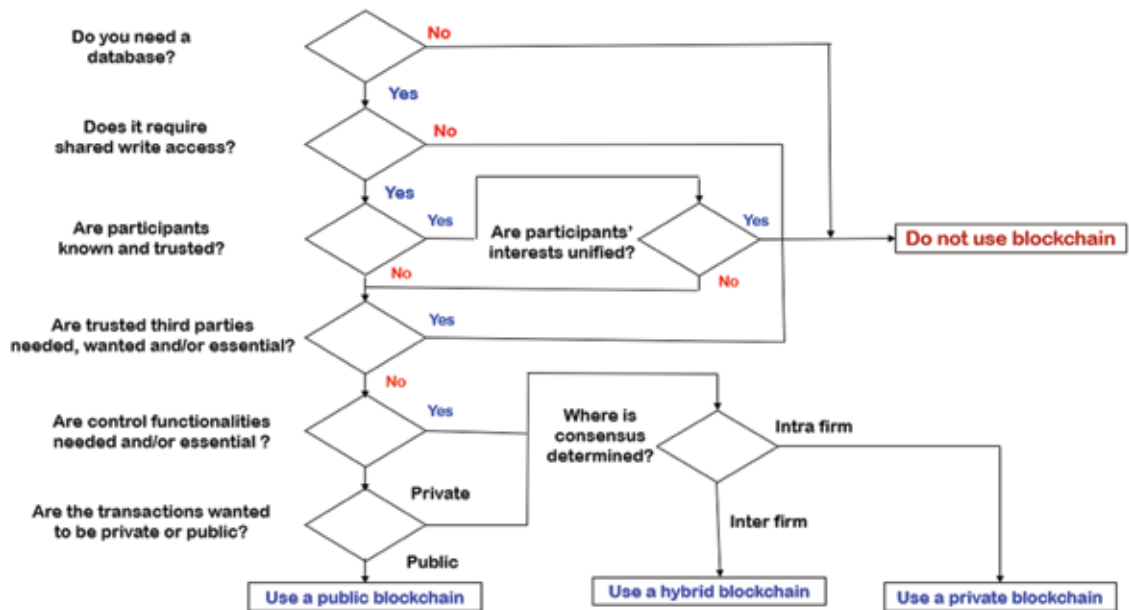 Do you need a
database?
No
Yes
Does it require
shared write access?
No
Yes
Are participants
known and trusted?
Yes
Are participants'
interests unified?
Yes
Do not use blockchain
No
No
Are trusted third parties
needed, wanted and/or essential?
Yes
No
Are control functionalities
needed and/or essential ?
Yes
Where is
consensus
determined?
Intra firm
Private
Are the transactions wanted
to be private or public?
Inter firm
Public
Use a public blockchain
Use a hybrid blockchain
Use a private blockchain